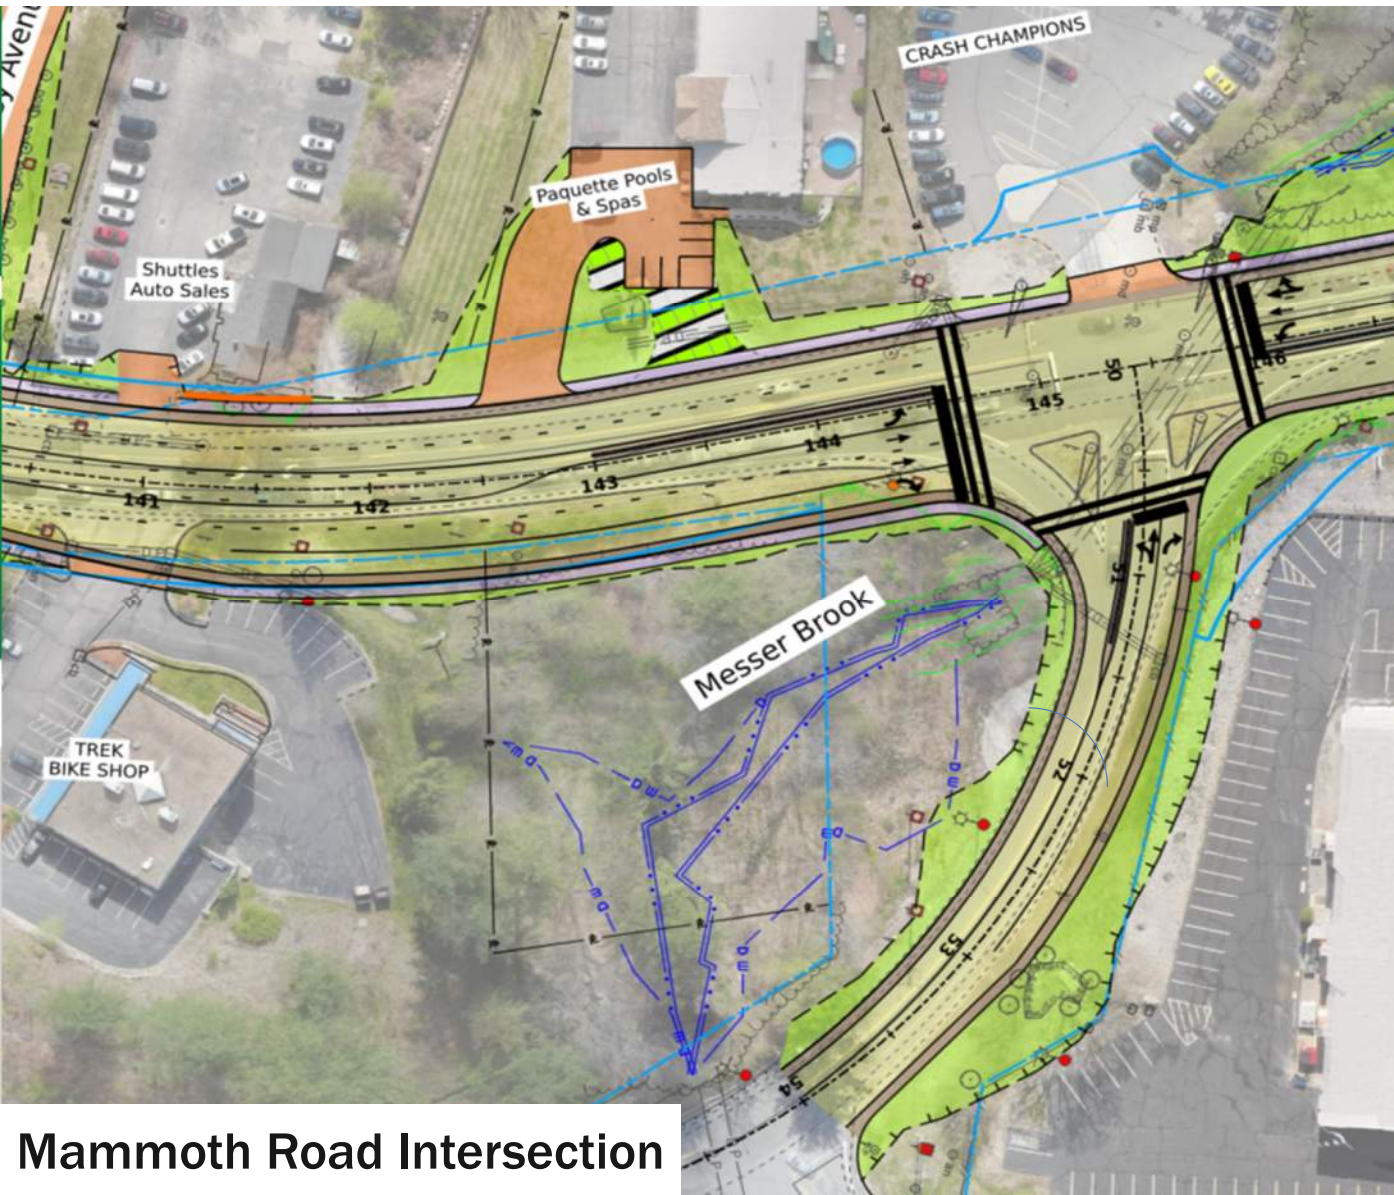 y Avenu
CRASH CHAMPIONS
Paquette Pools
& Spas
Shuttles
Auto Sales
146
50
145
144
143
142
141
51
Messer Brook
TREK
BIKE SHOP
52
53
54
Mammoth Road Intersection